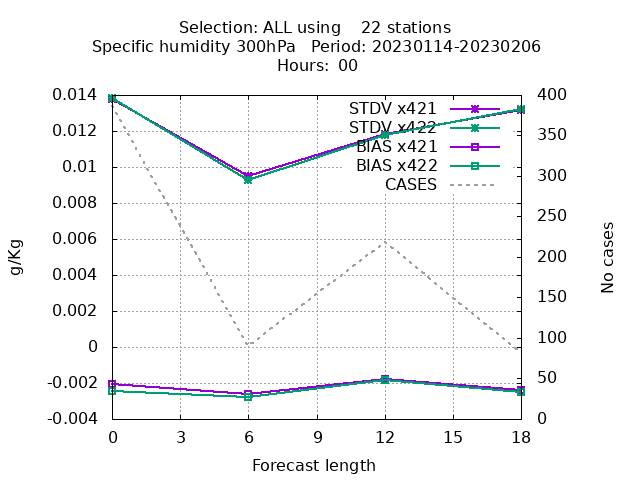 Selection: ALL using    22 stations
Specific humidity 300hPa   Period: 20230114-20230206
Hours:  00
STDV x421
STDV x422
BIAS x421
BIAS x422
CASES
0.014
0.012
0.01
0.008
0.006
0.004
0.002
0
-0.002
-0.004
g/Kg
400
350
300
250
200
150
100
50
0
No cases
0 3 6 9 12 15 18
Forecast length